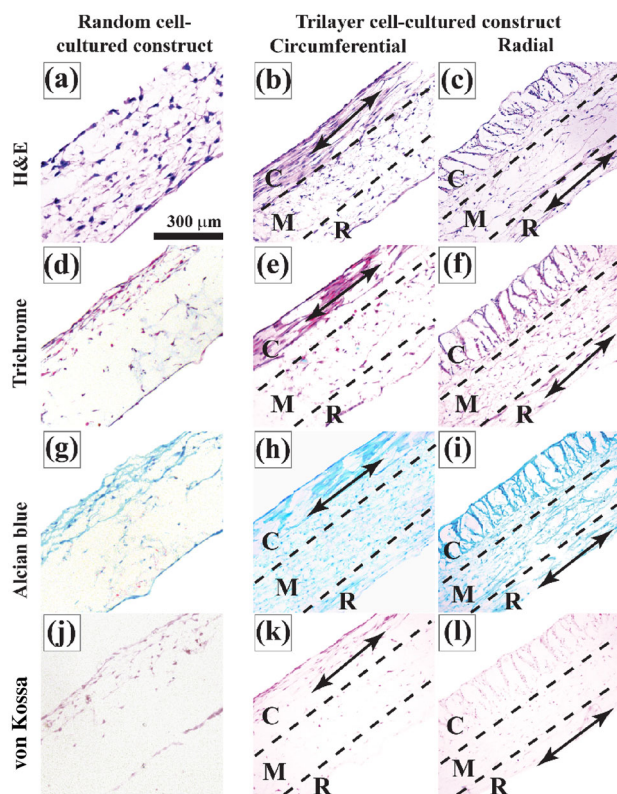 Random cell-
cultured construct
Trilayer cell-cultured construct
Circumferential
Radial
H&E
(a)
300 μm
(b)
C
M
R
(c)
C
M
R
Trichrome
(d)
(e)
C
M
R
(f)
C
M
R
Alcian blue
(g)
(h)
C
M
R
(i)
C
M
R
von Kossa
(j)
(k)
C
M
R
(l)
C
M
R